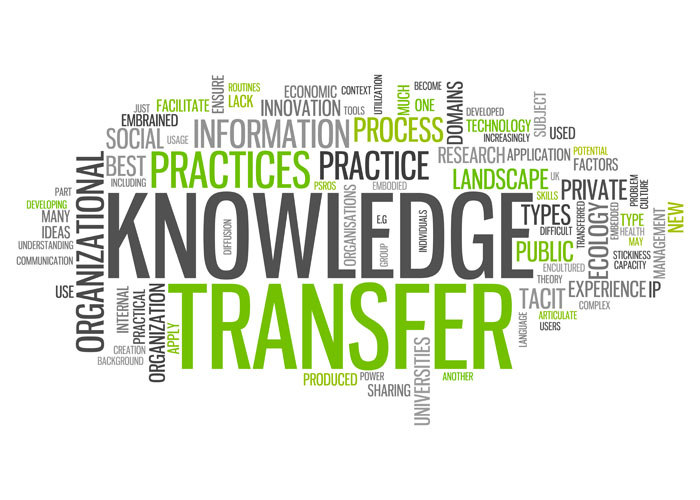 ROUTINES
ENSURE
LACK
ECONOMIC
CONTEXT
UTILIZATION
MUCH
BECOME
DOMAINS
JUST
FACILITATE
EMBRAINED
INNOVATION
TOOLS
ONE
DEVELOPED
TECHNOLOGY
INCREASINGLY
SUBJECT
USED
SOCIAL
USAGE
INFORMATION
PROCESS
RESEARCH
APPLICATION
POTENTIAL
FACTORS
BEST
INCLUDING
PRACTICES
PRACTICE
LANDSCAPE
UK
SKILLS
PRIVATE
PROBLEM
CULTURE
ORGANIZATIONAL
PART
DEVELOPING
MANY
IDEAS
UNDERSTANDING
COMMUNICATION
PSROS
EMBODIED
KNOWLEDGE
DIFFUSION
ORGANISATIONS
E.G
GROUP
INDIVIDUALS
TYPES
DIFFICULT
TRANSFERRED
ECOLOGY
EMBEDDED
TYPE
HEALTH
MAY
MANAGEMENT
NEW
PUBLIC
STICKINESS
CAPACITY
ENCULTURED
THEORY
USE
INTERNAL
PRACTICAL
ORGANIZATION
APPLY
CREATION
BACKGROUND
TRANSFER
TACIT
EXPERIENCE
IP
COMPLEX
ARTICULATE
USERS
LANGUAGE
PRODUCED
POWER
SHARING
UNIVERSITIES
ANOTHER